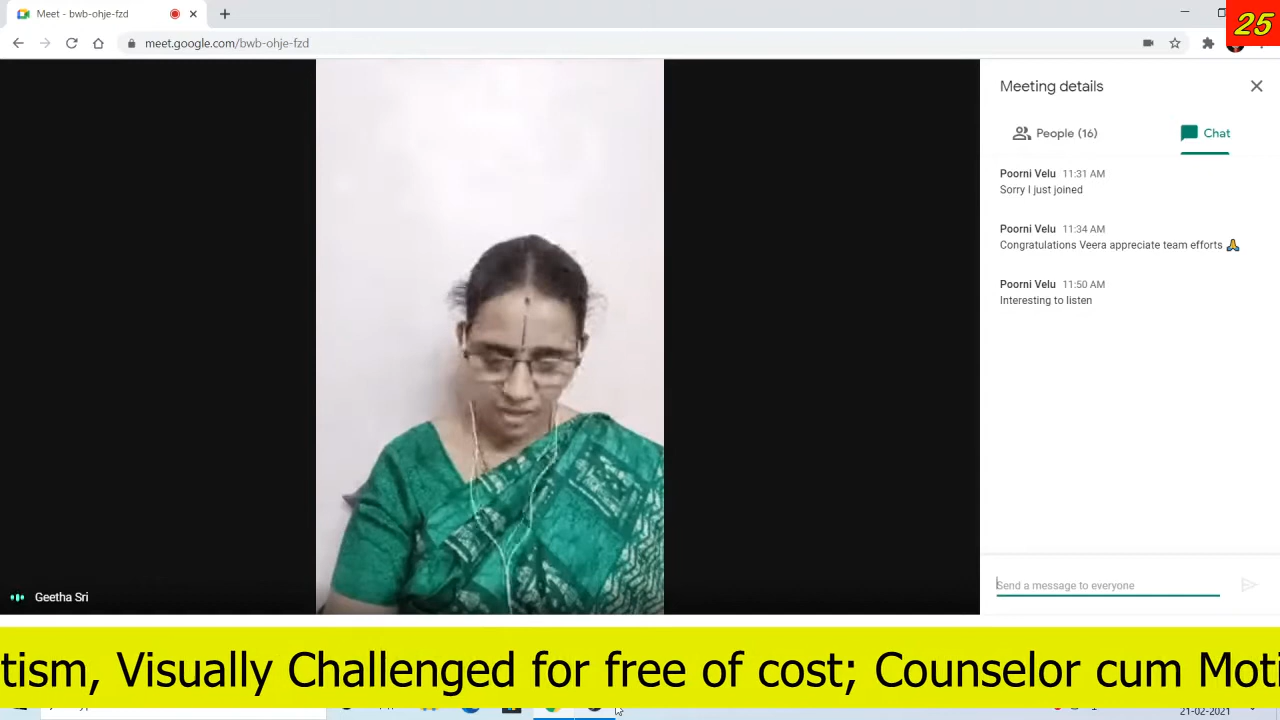 Meet - bwb-ohje-fzd
25
meet.google.com/bwb-ohje-fzd
Meeting details
People (16)
Chat
Poorni Velu 11:31 AM
Sorry I just joined
Poorni Velu 11:34 AM
Congratulations Veera appreciate team efforts 🙏
Poorni Velu 11:50 AM
Interesting to listen
Send a message to everyone
Geetha Sri
tism, Visually Challenged for free of cost; Counselor cum Moti
21-02-2021